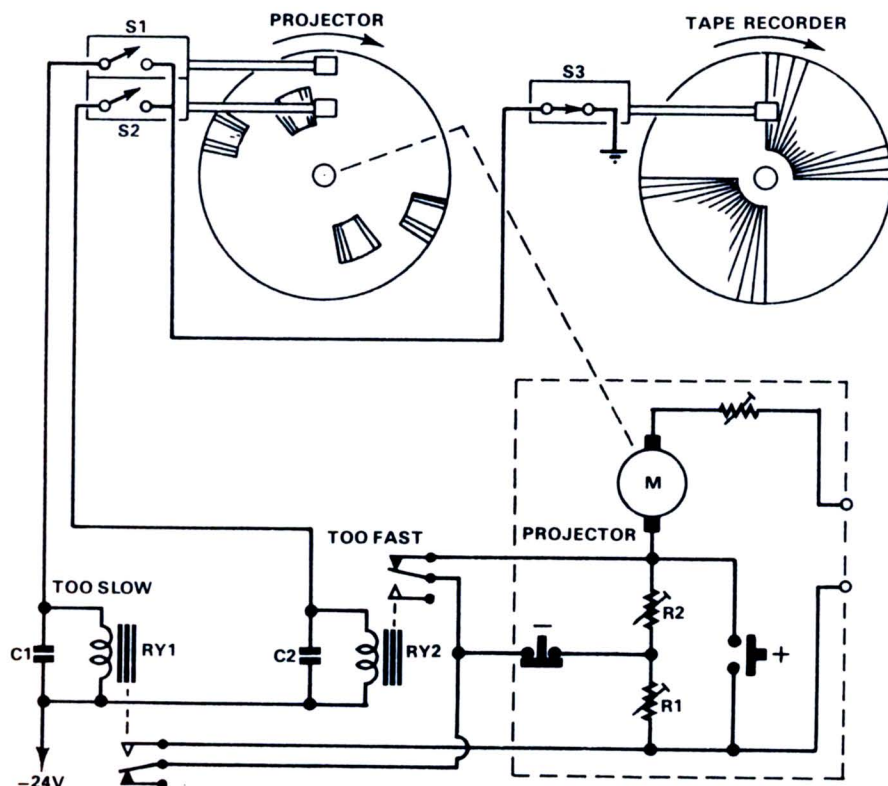 PROJECTOR
S1
S2
TAPE RECORDER
S3
M
PROJECTOR
TOO FAST
TOO SLOW
C1
RY1
C2
RY2
R2
R1
−
+
−24V